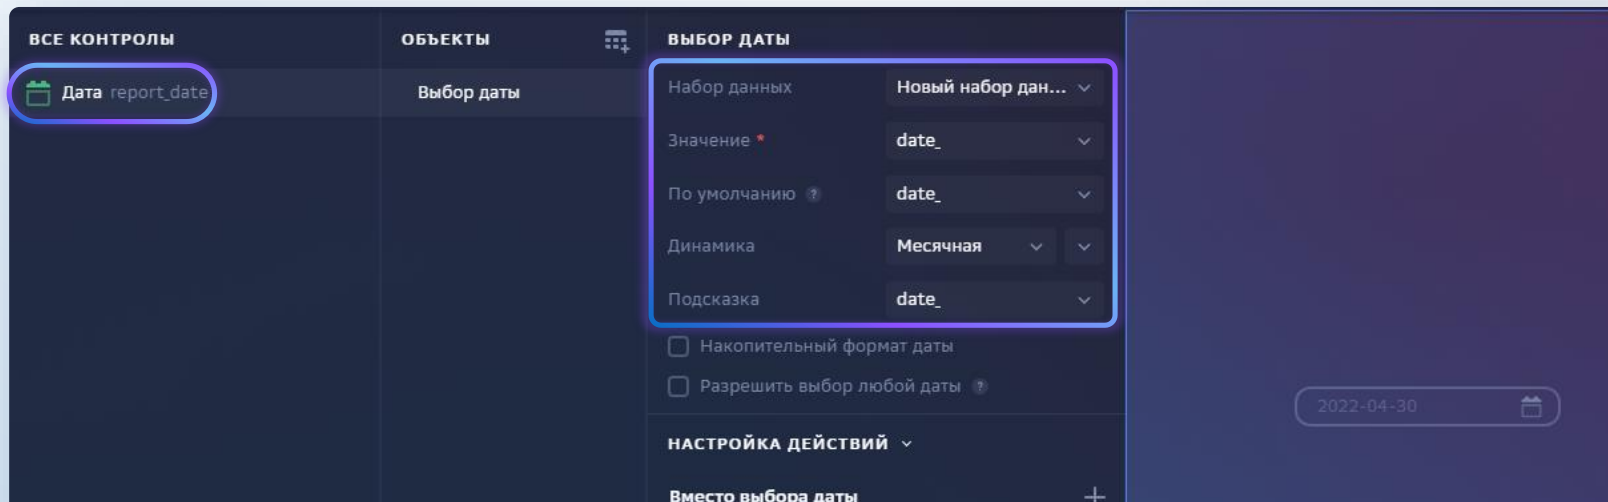 ВСЕ КОНТРОЛЫ
Дата report_date
ОБЪЕКТЫ
Выбор даты
ВЫБОР ДАТЫ
Набор данных Новый набор дан...
Значение * date_
По умолчанию ? date_
Динамика Месячная
Подсказка date_
Накопительный формат даты
Разрешить выбор любой даты ?
НАСТРОЙКА ДЕЙСТВИЙ
Вместо выбора даты
2022-04-30